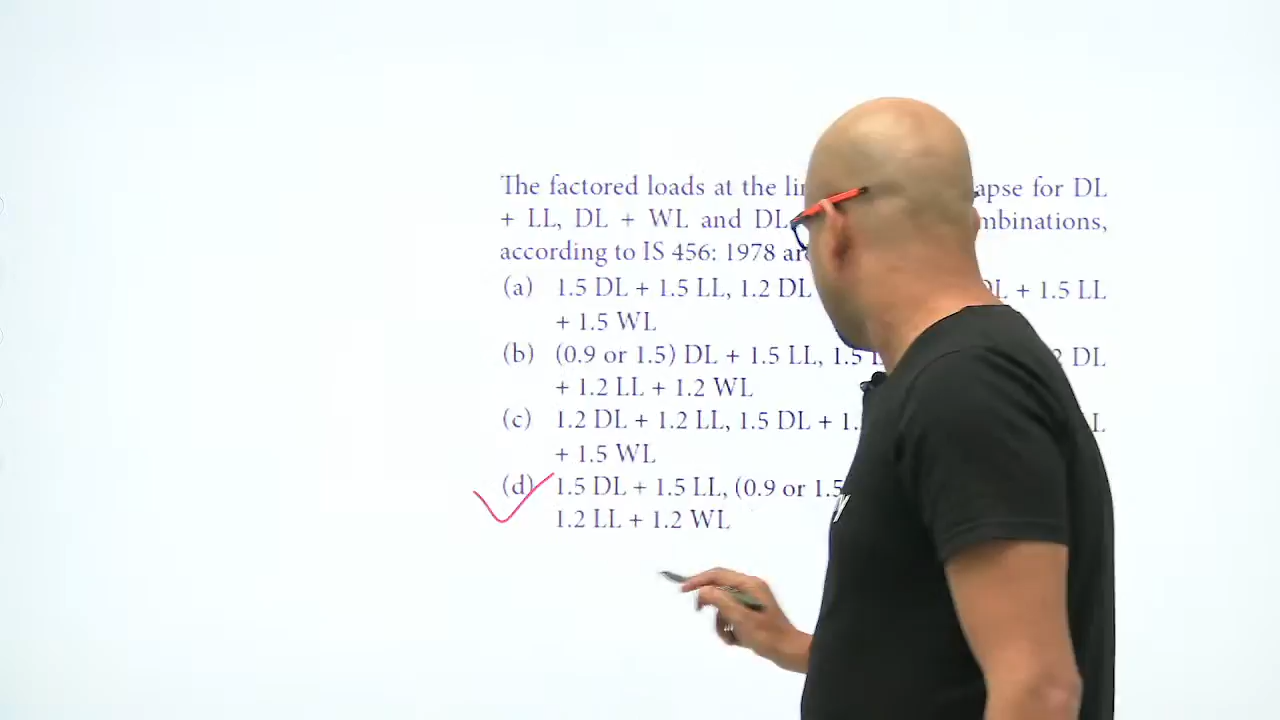 The factored loads at the apse for DL
+ LL, DL + WL and DL mbinations,
according to IS 456: 1978 are
(a) 1.5 DL + 1.5 LL, 1.2 DL DL + 1.5 LL
+ 1.5 WL
(b) (0.9 or 1.5) DL + 1.5 LL, 1.5 DL
+ 1.2 LL + 1.2 WL
(c) 1.2 DL + 1.2 LL, 1.5 DL + 1. L
+ 1.5 WL
(d) 1.5 DL + 1.5 LL, (0.9 or 1.5
1.2 LL + 1.2 WL